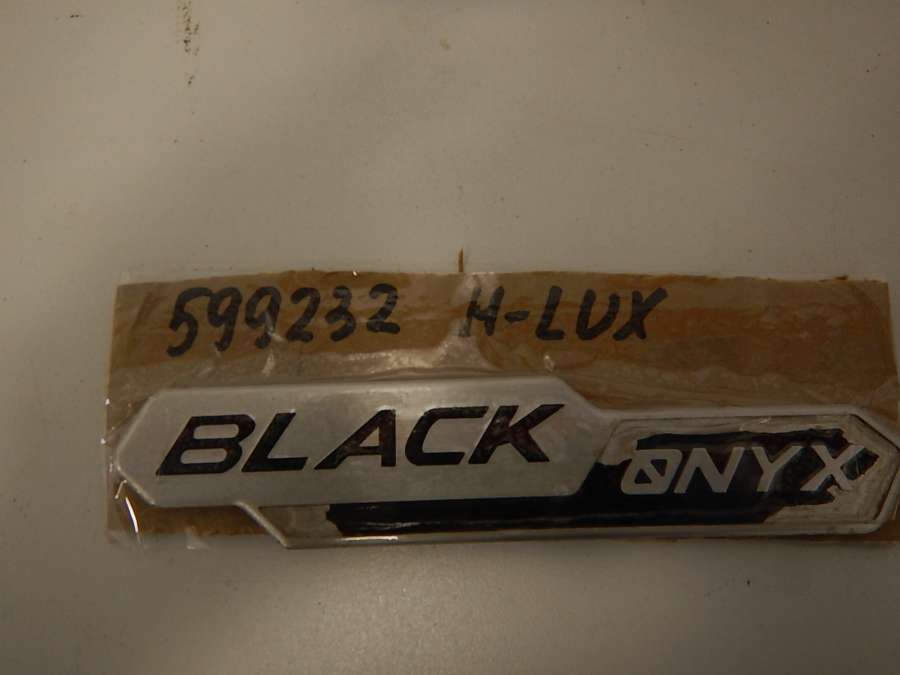 599232 H-LUX
BLACK ONYX